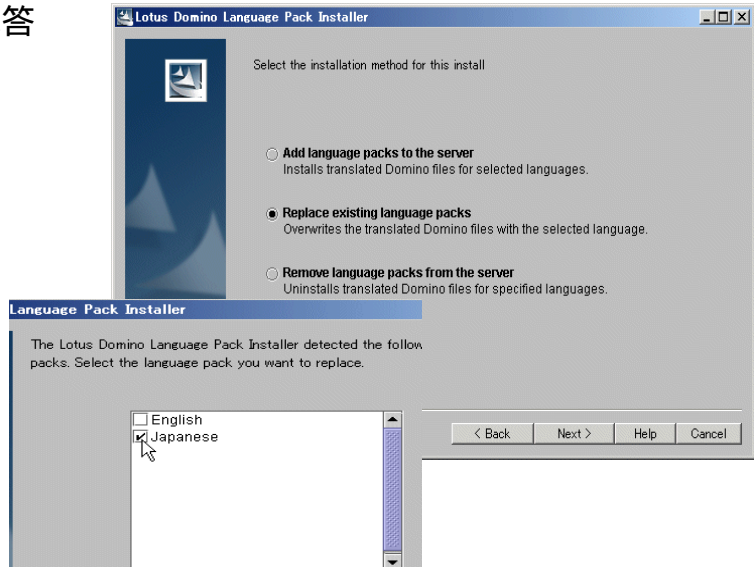 答
Lotus Domino Language Pack Installer
Select the installation method for this install
Add language packs to the server
Installs translated Domino files for selected languages.
Replace existing language packs
Overwrites the translated Domino files with the selected language.
Remove language packs from the server
Uninstalls translated Domino files for specified languages.
Language Pack Installer
The Lotus Domino Language Pack Installer detected the follow
packs. Select the language pack you want to replace.
English
Japanese
< Back Next > Help Cancel